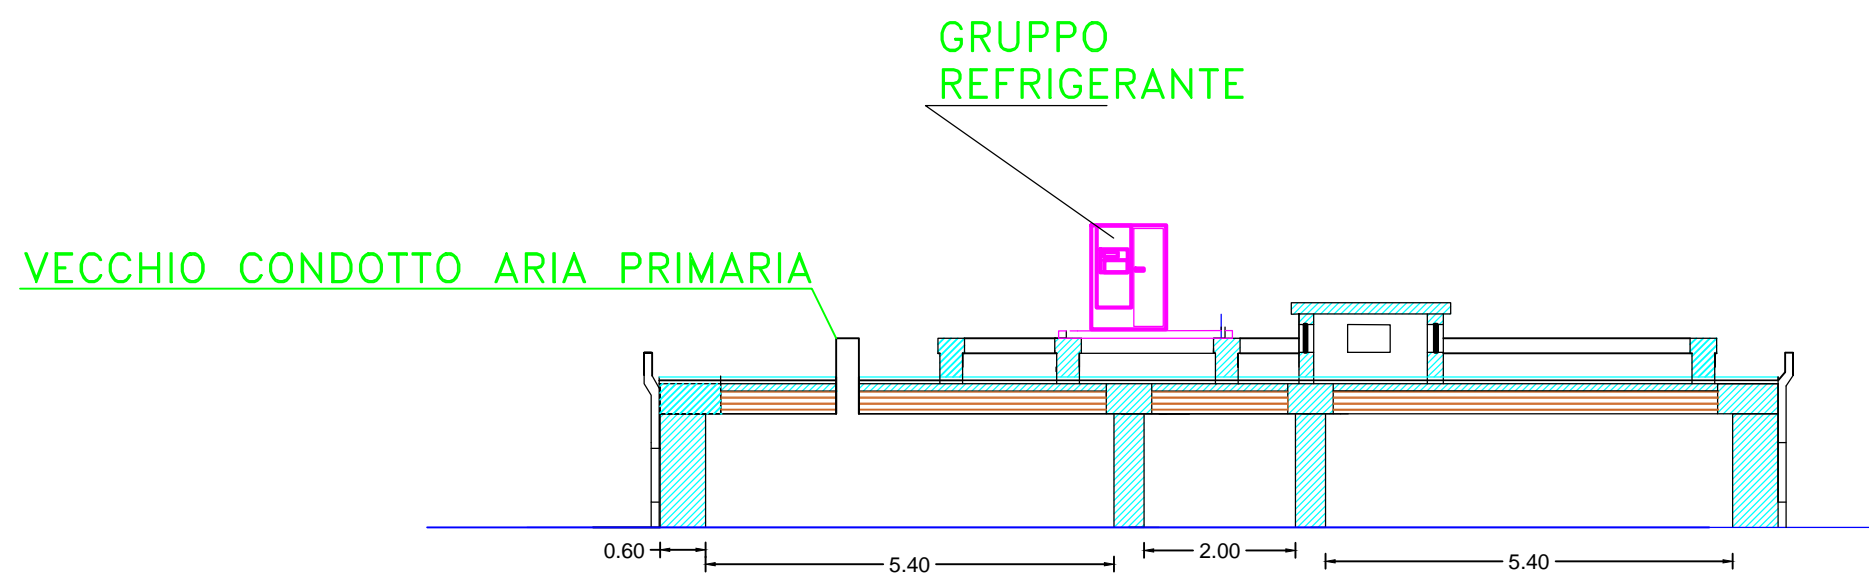 GRUPPO
REFRIGERANTE
VECCHIO CONDOTTO ARIA PRIMARIA
0.60
5.40
2.00
5.40